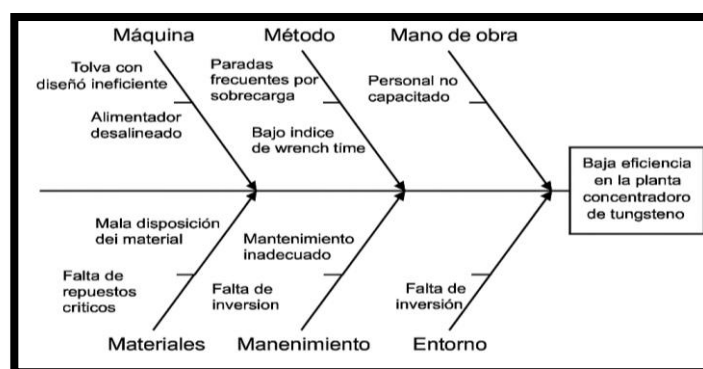 Máquina
Método
Mano de obra
Tolva con
diseñó ineficiente
Alimentador
desalineado
Paradas
frecuentes por
sobrecarga
Bajo indice
de wrench time
Personal no
capacitado
Baja eficiencia
en la planta
concentradoro
de tungsteno
Mala disposición
dei material
Falta de
repuestos
criticos
Mantenimiento
inadecuado
Falta de
inversion
Falta de
inversión
Materiales
Manenimiento
Entorno